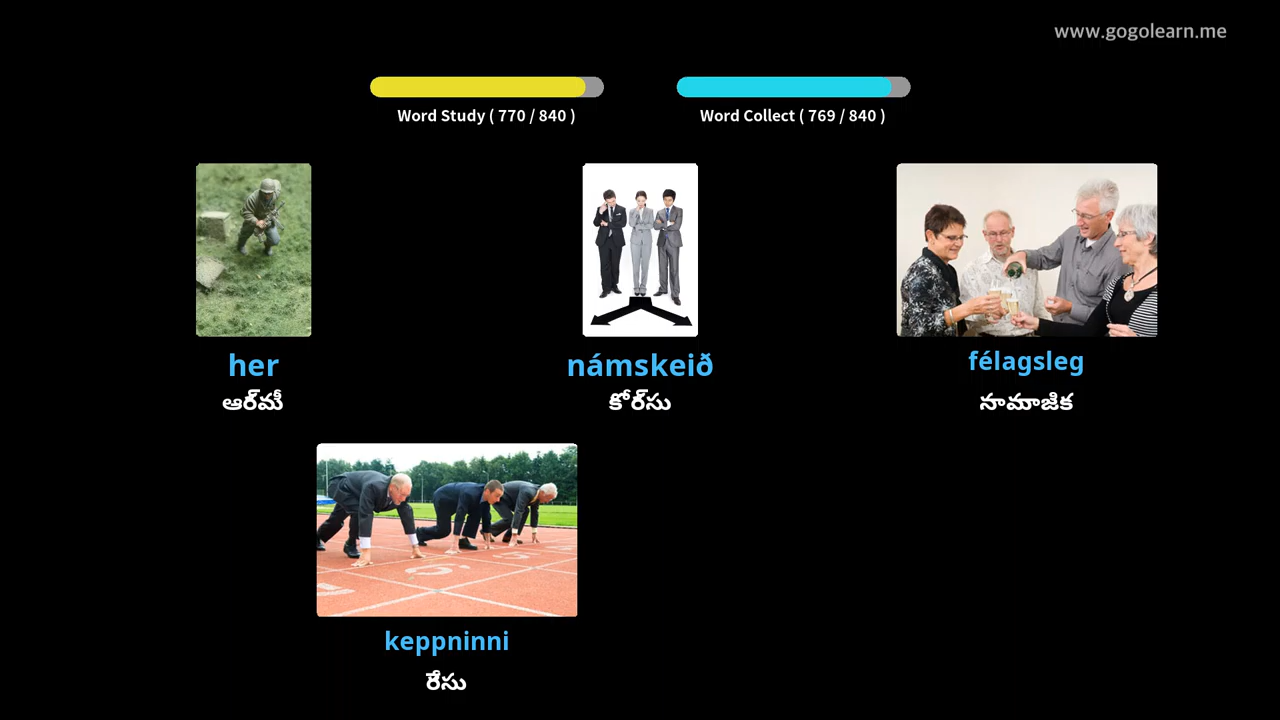 www.gogolearn.me
Word Study ( 770 / 840 )
Word Collect ( 769 / 840 )
her
ఆర్‌మీ
námskeið
కోర్‌సు
félagsleg
సామాజిక
keppninni
రేసు